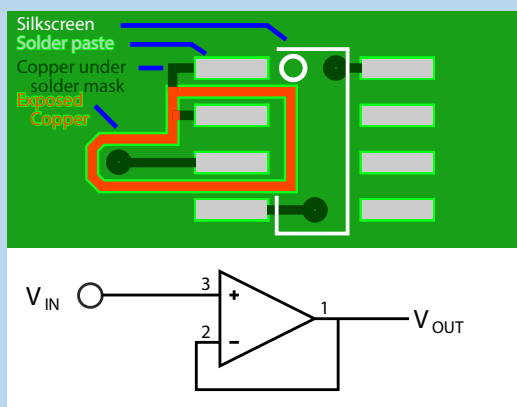 Silkscreen
Solder paste
Copper under
solder mask
Exposed
Copper
V IN
3
+
2
−
1
V OUT